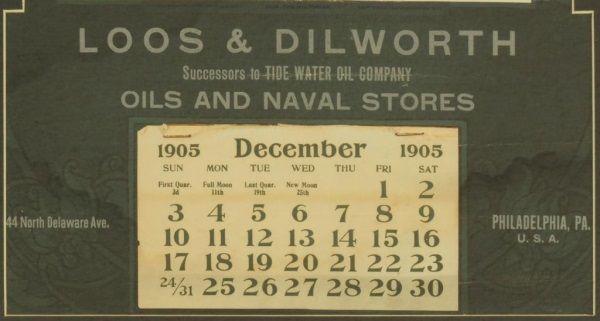 LOOS & DILWORTH
Successors to TIDE WATER OIL COMPANY
OILS AND NAVAL STORES
1905 December 1905
SUN MON TUE WED THU FRI SAT
First Quar. 3d Full Moon 11th Last Quar. 19th New Moon 25th 1 2
3 4 5 6 7 8 9
10 11 12 13 14 15 16
17 18 19 20 21 22 23
24/31 25 26 27 28 29 30
44 North Delaware Ave.
PHILADELPHIA, PA.
U. S. A.